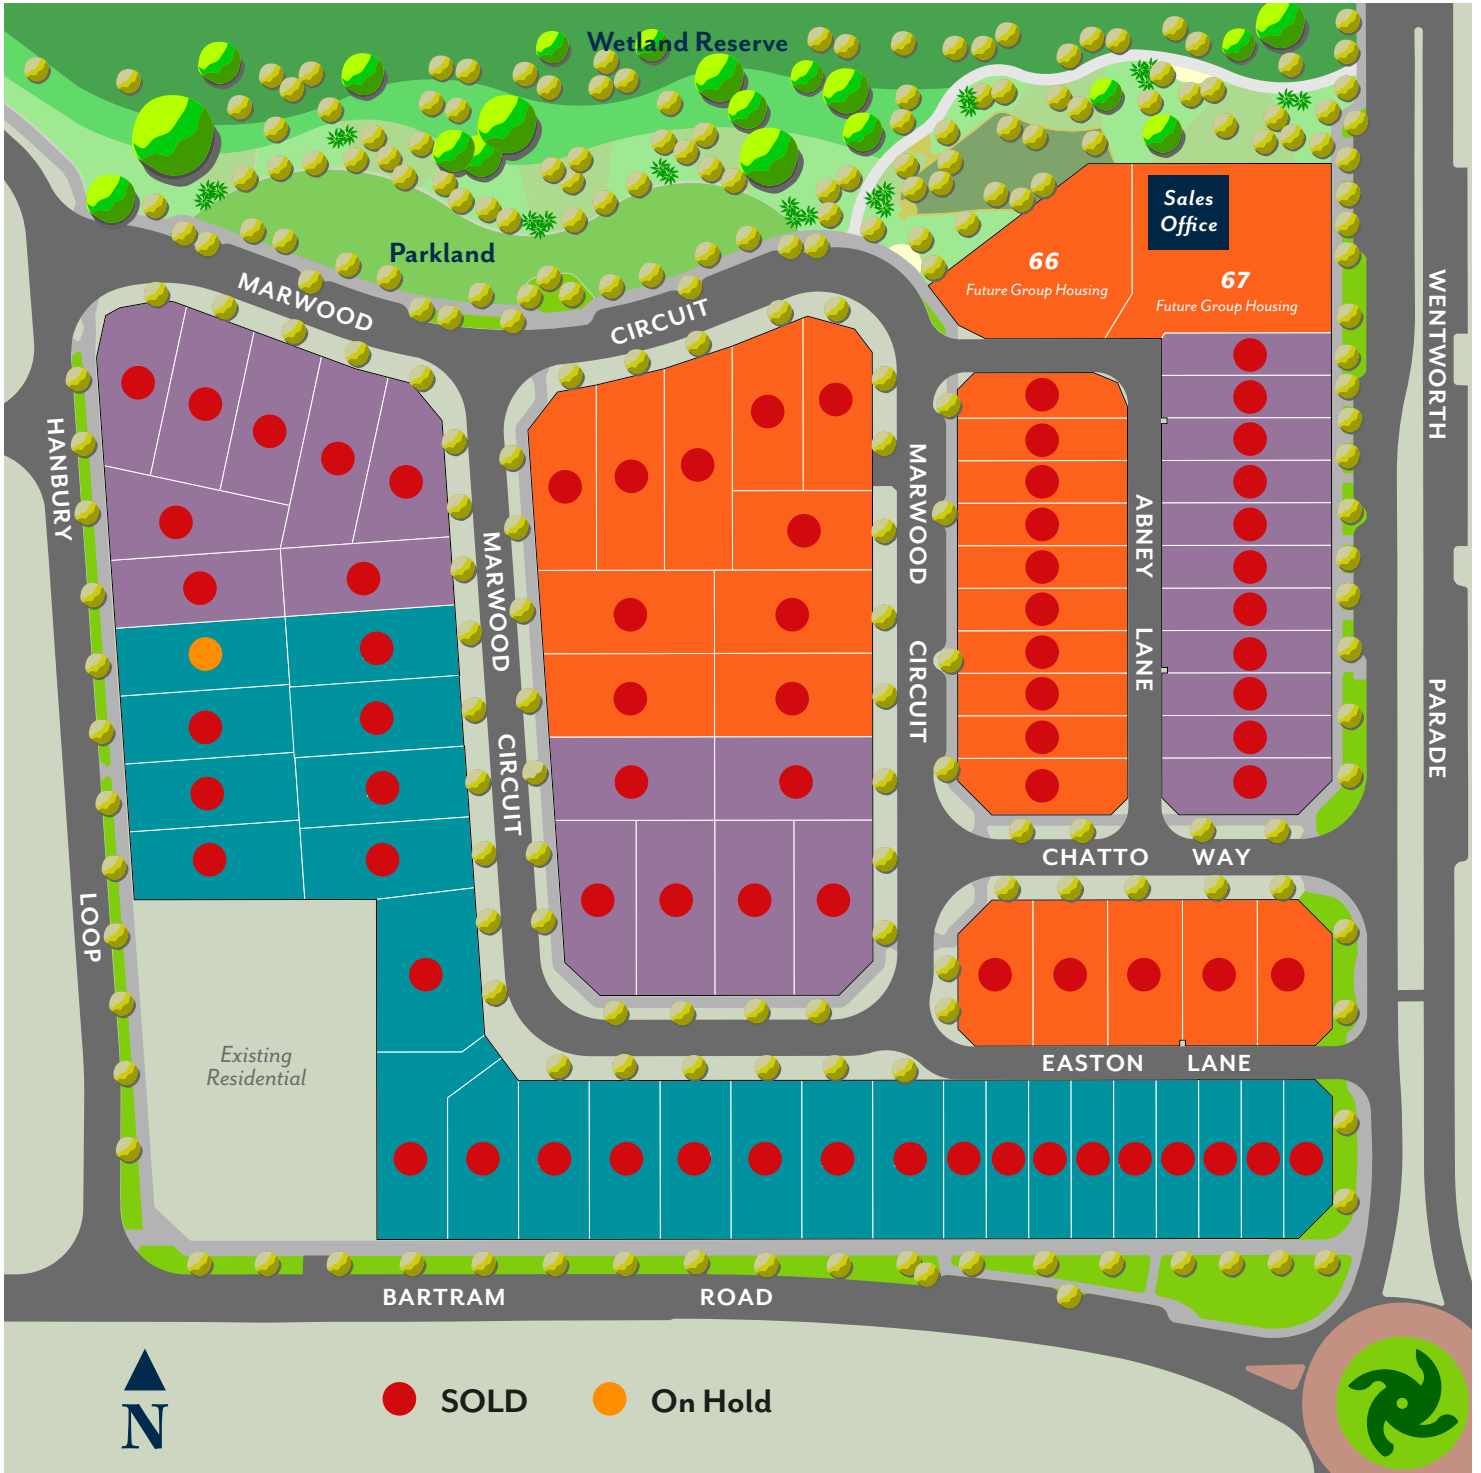 Wetland Reserve
Parkland
Sales
Office
66
Future Group Housing
67
Future Group Housing
MARWOOD
CIRCUIT
HANBURY
LOOP
MARWOOD
CIRCUIT
MARWOOD
CIRCUIT
ABNEY
LANE
WENTWORTH
PARADE
CHATTO WAY
EASTON LANE
Existing
Residential
BARTRAM ROAD
N
SOLD
On Hold